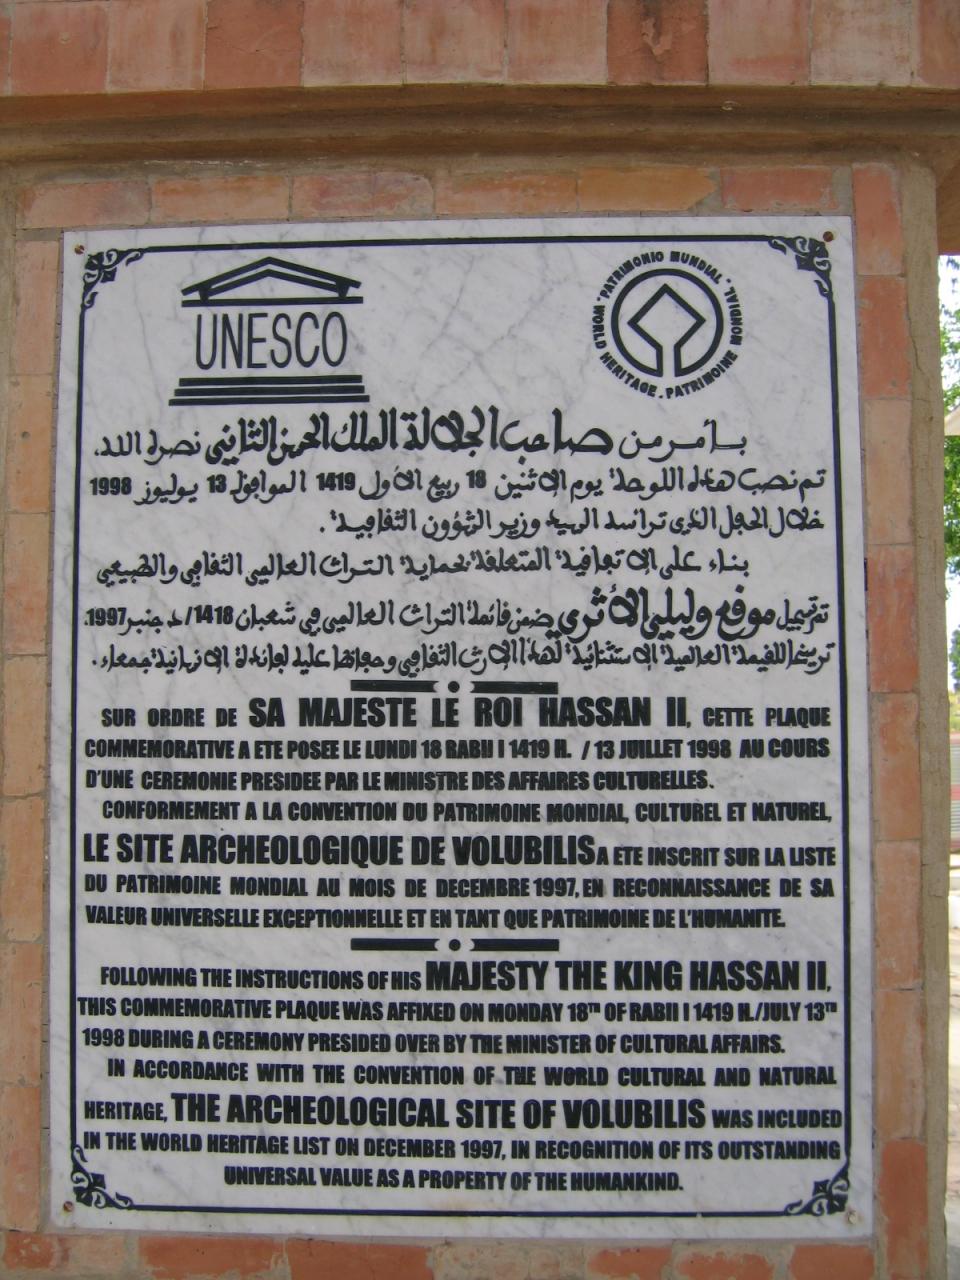 UNESCO
WORLD HERITAGE . PATRIMOINE MONDIAL . PATRIMONIO MUNDIAL .
بأمر من صاحب الجلالة الملك الحسن الثاني نصره الله،
تم نصب هذه اللوحة يوم الاثنين 18 ربيع الأول 1419 الموافق 13 يوليوز 1998
خلال الحفل الذي ترأسه السيد وزير الشؤون الثقافية.
بناء على الاتفاقية المتعلقة بحماية التراث العالمي الثقافي والطبيعي
تم تسجيل موقع وليلي الأثري ضمن قائمة التراث العالمي في شعبان 1418/دجنبر 1997.
للقيمة العالمية الاستثنائية لهذا الإرث الثقافي لفائدة الإنسانية جمعاء.
SUR ORDRE DE SA MAJESTE LE ROI HASSAN II, CETTE PLAQUE
COMMEMORATIVE A ETE POSEE LE LUNDI 18 RABII I 1419 H. / 13 JUILLET 1998 AU COURS
D'UNE CEREMONIE PRESIDEE PAR LE MINISTRE DES AFFAIRES CULTURELLES.
CONFORMEMENT A LA CONVENTION DU PATRIMOINE MONDIAL, CULTUREL ET NATUREL,
LE SITE ARCHEOLOGIQUE DE VOLUBILIS A ETE INSCRIT SUR LA LISTE
DU PATRIMOINE MONDIAL AU MOIS DE DECEMBRE 1997, EN RECONNAISSANCE DE SA
VALEUR UNIVERSELLE EXCEPTIONNELLE ET EN TANT QUE PATRIMOINE DE L'HUMANITE.
FOLLOWING THE INSTRUCTIONS OF HIS MAJESTY THE KING HASSAN II,
THIS COMMEMORATIVE PLAQUE WAS AFFIXED ON MONDAY 18TH OF RABII I 1419 H./JULY 13TH
1998 DURING A CEREMONY PRESIDED OVER BY THE MINISTER OF CULTURAL AFFAIRS.
IN ACCORDANCE WITH THE CONVENTION OF THE WORLD CULTURAL AND NATURAL
HERITAGE, THE ARCHEOLOGICAL SITE OF VOLUBILIS WAS INCLUDED
IN THE WORLD HERITAGE LIST ON DECEMBER 1997, IN RECOGNITION OF ITS OUTSTANDING
UNIVERSAL VALUE AS A PROPERTY OF THE HUMANKIND.